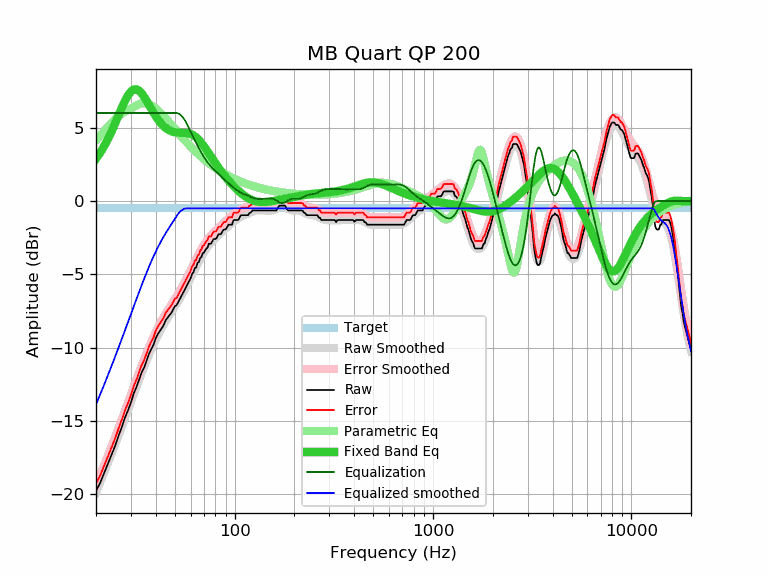 MB Quart QP 200
Amplitude (dBr)
5
0
−5
−10
−15
−20
Target
Raw Smoothed
Error Smoothed
Raw
Error
Parametric Eq
Fixed Band Eq
Equalization
Equalized smoothed
100
1000
10000
Frequency (Hz)